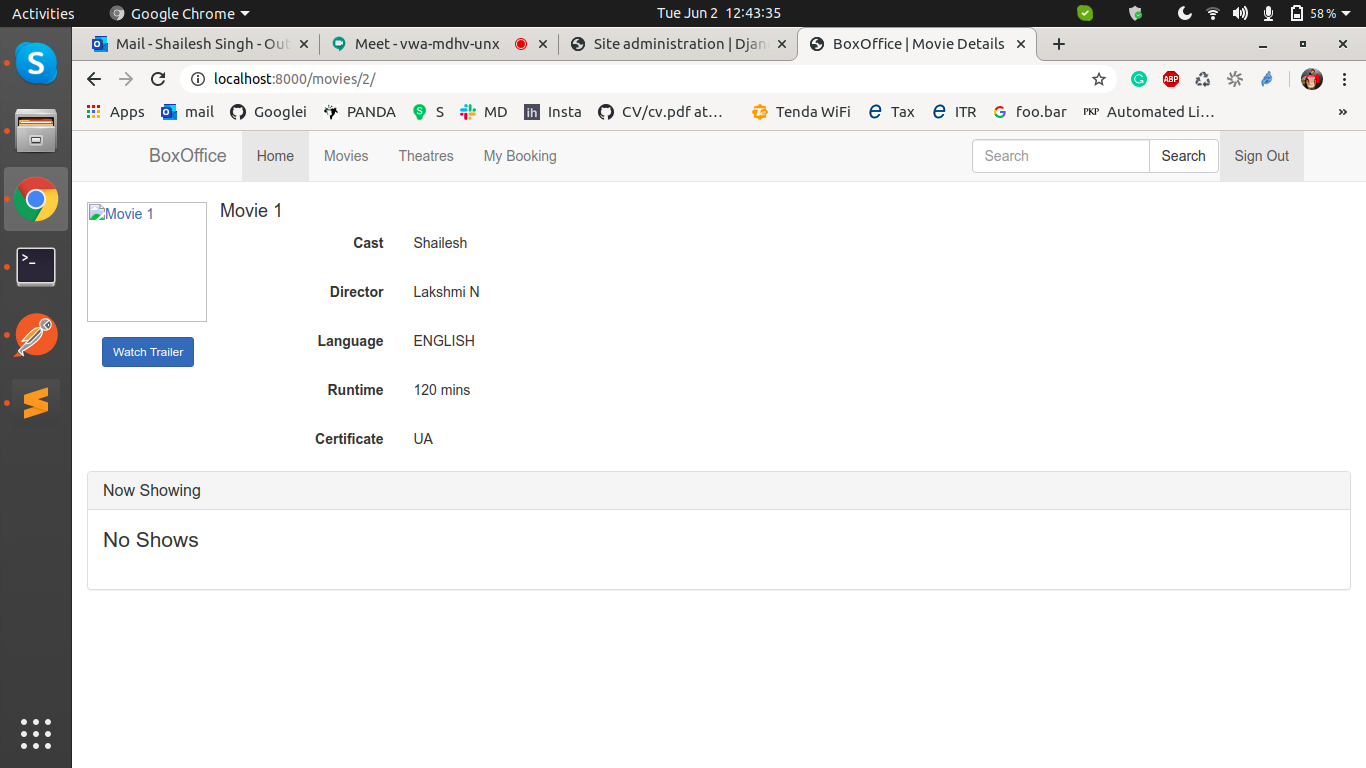 Activities Google Chrome Tue Jun 2 12:43:35 58 %
Mail - Shailesh Singh - Out Meet - vwa-mdhv-unx Site administration | Djan BoxOffice | Movie Details
localhost:8000/movies/2/ ABP
Apps mail Googlei PANDA S MD ih Insta CV/cv.pdf at… Tenda WiFi Tax ITR foo.bar PKP Automated Li… »
BoxOffice Home Movies Theatres My Booking Search Search Sign Out
Movie 1 Movie 1
Cast Shailesh
Director Lakshmi N
Language ENGLISH
Watch Trailer
Runtime 120 mins
Certificate UA
Now Showing
No Shows